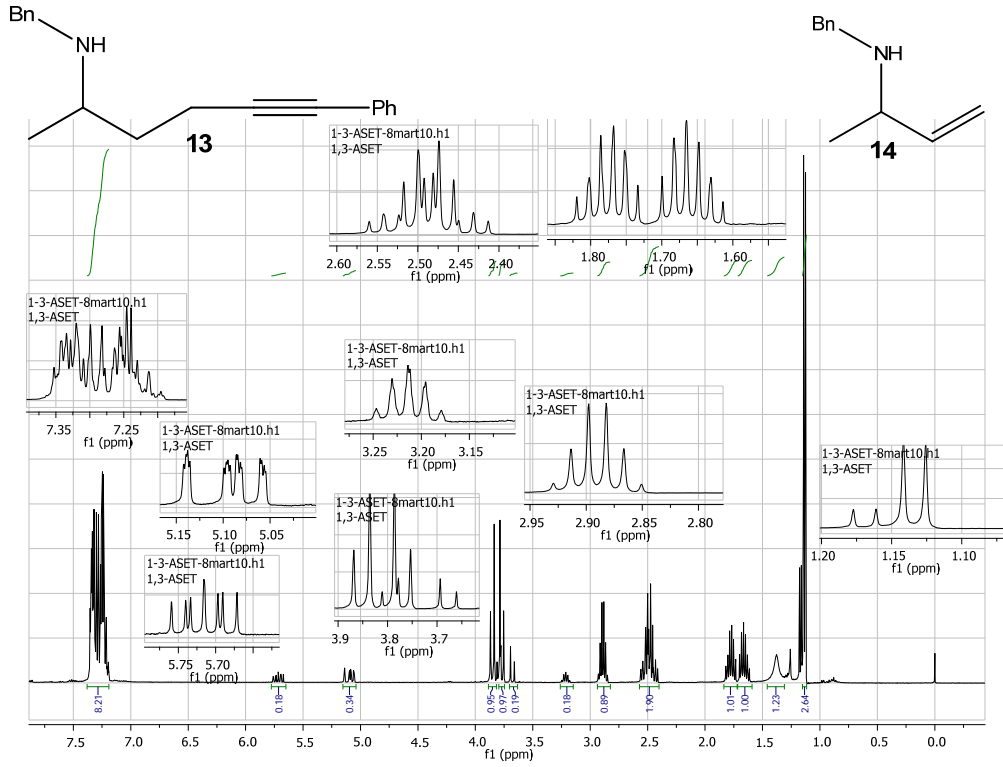 Bn
NH
Ph
13
Bn
NH
14
1-3-ASET-8mart10.h1
1,3-ASET
2.60 2.55 2.50 2.45 2.40
f1 (ppm)
1.80 1.70 1.60
f1 (ppm)
1-3-ASET-8mart10.h1
1,3-ASET
7.35 7.25
f1 (ppm)
1-3-ASET-8mart10.h1
1,3-ASET
3.25 3.20 3.15
f1 (ppm)
1-3-ASET-8mart10.h1
1,3-ASET
2.95 2.90 2.85 2.80
f1 (ppm)
1-3-ASET-8mart10.h1
1,3-ASET
5.15 5.10 5.05
f1 (ppm)
1-3-ASET-8mart10.h1
1,3-ASET
1.20 1.15 1.10
f1 (ppm)
1-3-ASET-8mart10.h1
1,3-ASET
3.9 3.8 3.7
f1 (ppm)
1-3-ASET-8mart10.h1
1,3-ASET
5.75 5.70
f1 (ppm)
8.21 0.18 0.34 0.95 0.97 0.19 0.18 0.89 1.90 1.01 1.00 1.23 2.64
7.5 7.0 6.5 6.0 5.5 5.0 4.5 4.0 3.5 3.0 2.5 2.0 1.5 1.0 0.5 0.0
f1 (ppm)